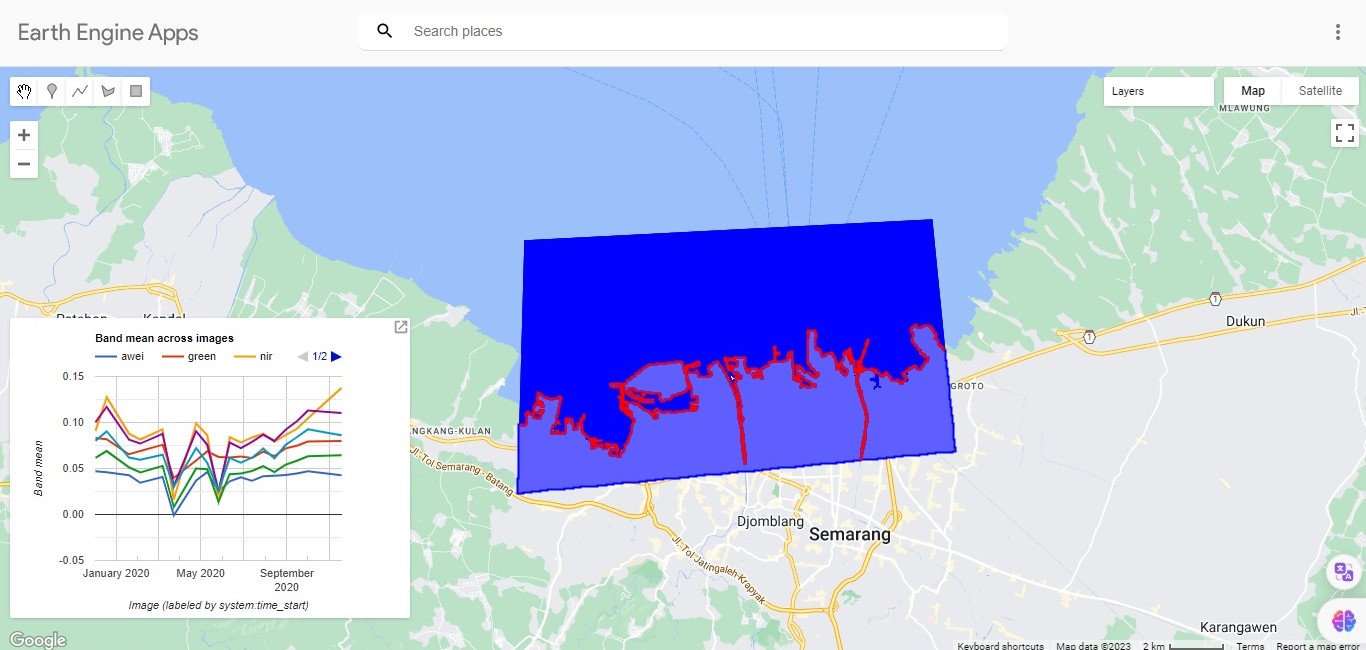 Earth Engine Apps
Search places
Layers
Map
Satellite
MLAWUNG
1
Dukun
1
GROTO
NGKANG-KULAN
Jl. Tol Semarang - Batang
Djomblang
Semarang
Jl. Tol Jatingaleh-Krapyak
Karangawen
Band mean across images
awei
green
nir
1/2
0.15
0.10
0.05
0.00
-0.05
Band mean
January 2020
May 2020
September
2020
Image (labeled by system:time_start)
Google
Keyboard shortcuts
Map data ©2023
2 km
Terms
Report a map error